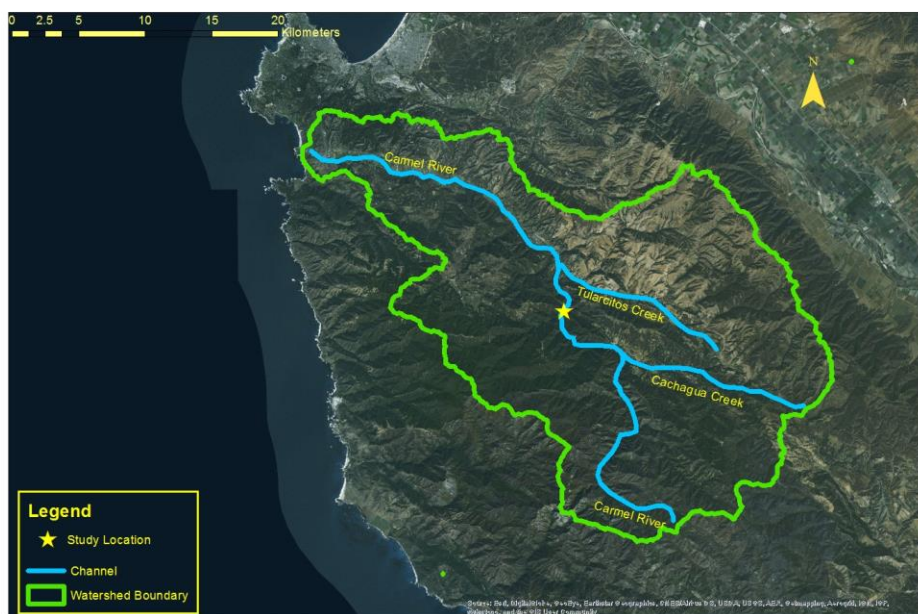 0 2.5 5 10 15 20
Kilometers
N
A
Carmel River
Tularcitos Creek
Cachagua Creek
Carmel River
Legend
Study Location
Channel
Watershed Boundary